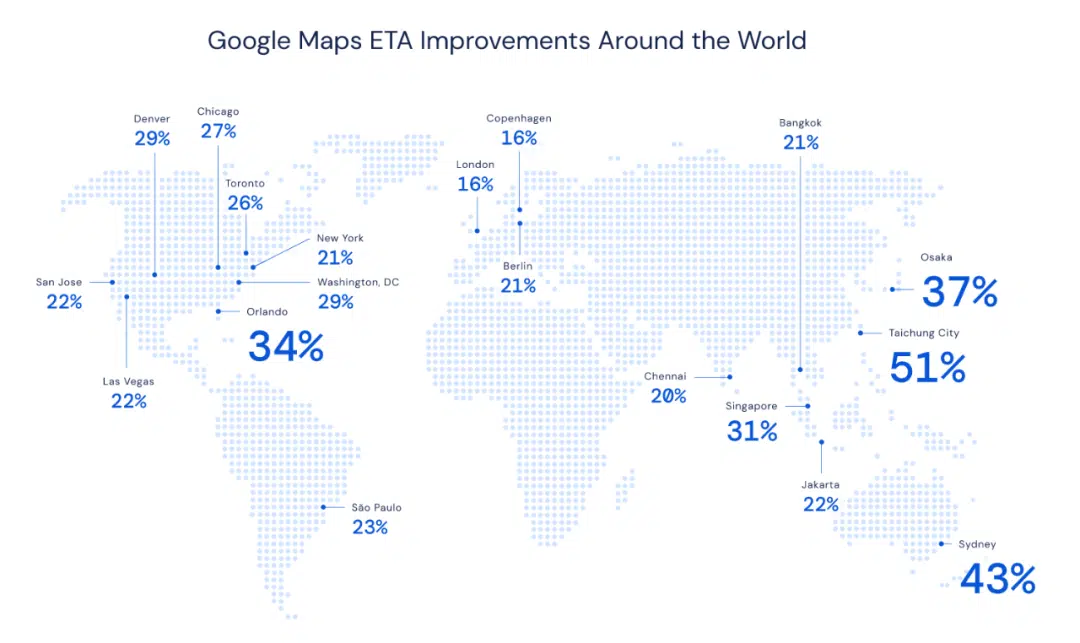 Google Maps ETA Improvements Around the World
Denver
29%
Chicago
27%
Toronto
26%
New York
21%
San Jose
22%
Washington, DC
29%
Orlando
34%
Las Vegas
22%
São Paulo
23%
Copenhagen
16%
London
16%
Berlin
21%
Bangkok
21%
Osaka
37%
Taichung City
51%
Chennai
20%
Singapore
31%
Jakarta
22%
Sydney
43%